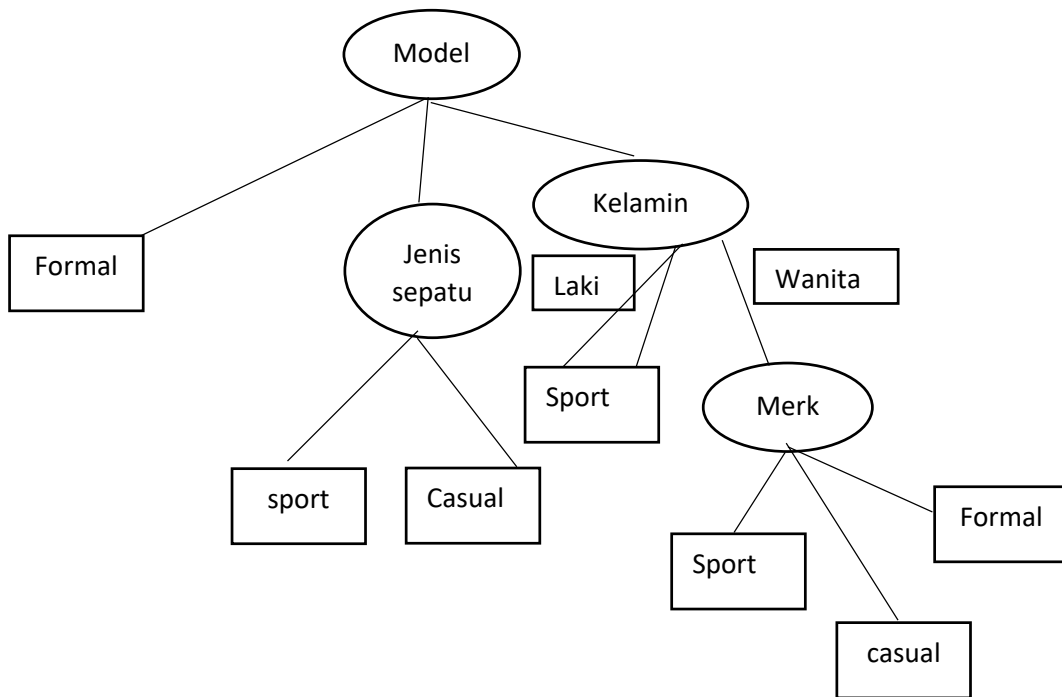 Model
Kelamin
Formal
Jenis
sepatu
Laki
Wanita
Sport
Merk
sport
Casual
Formal
Sport
casual